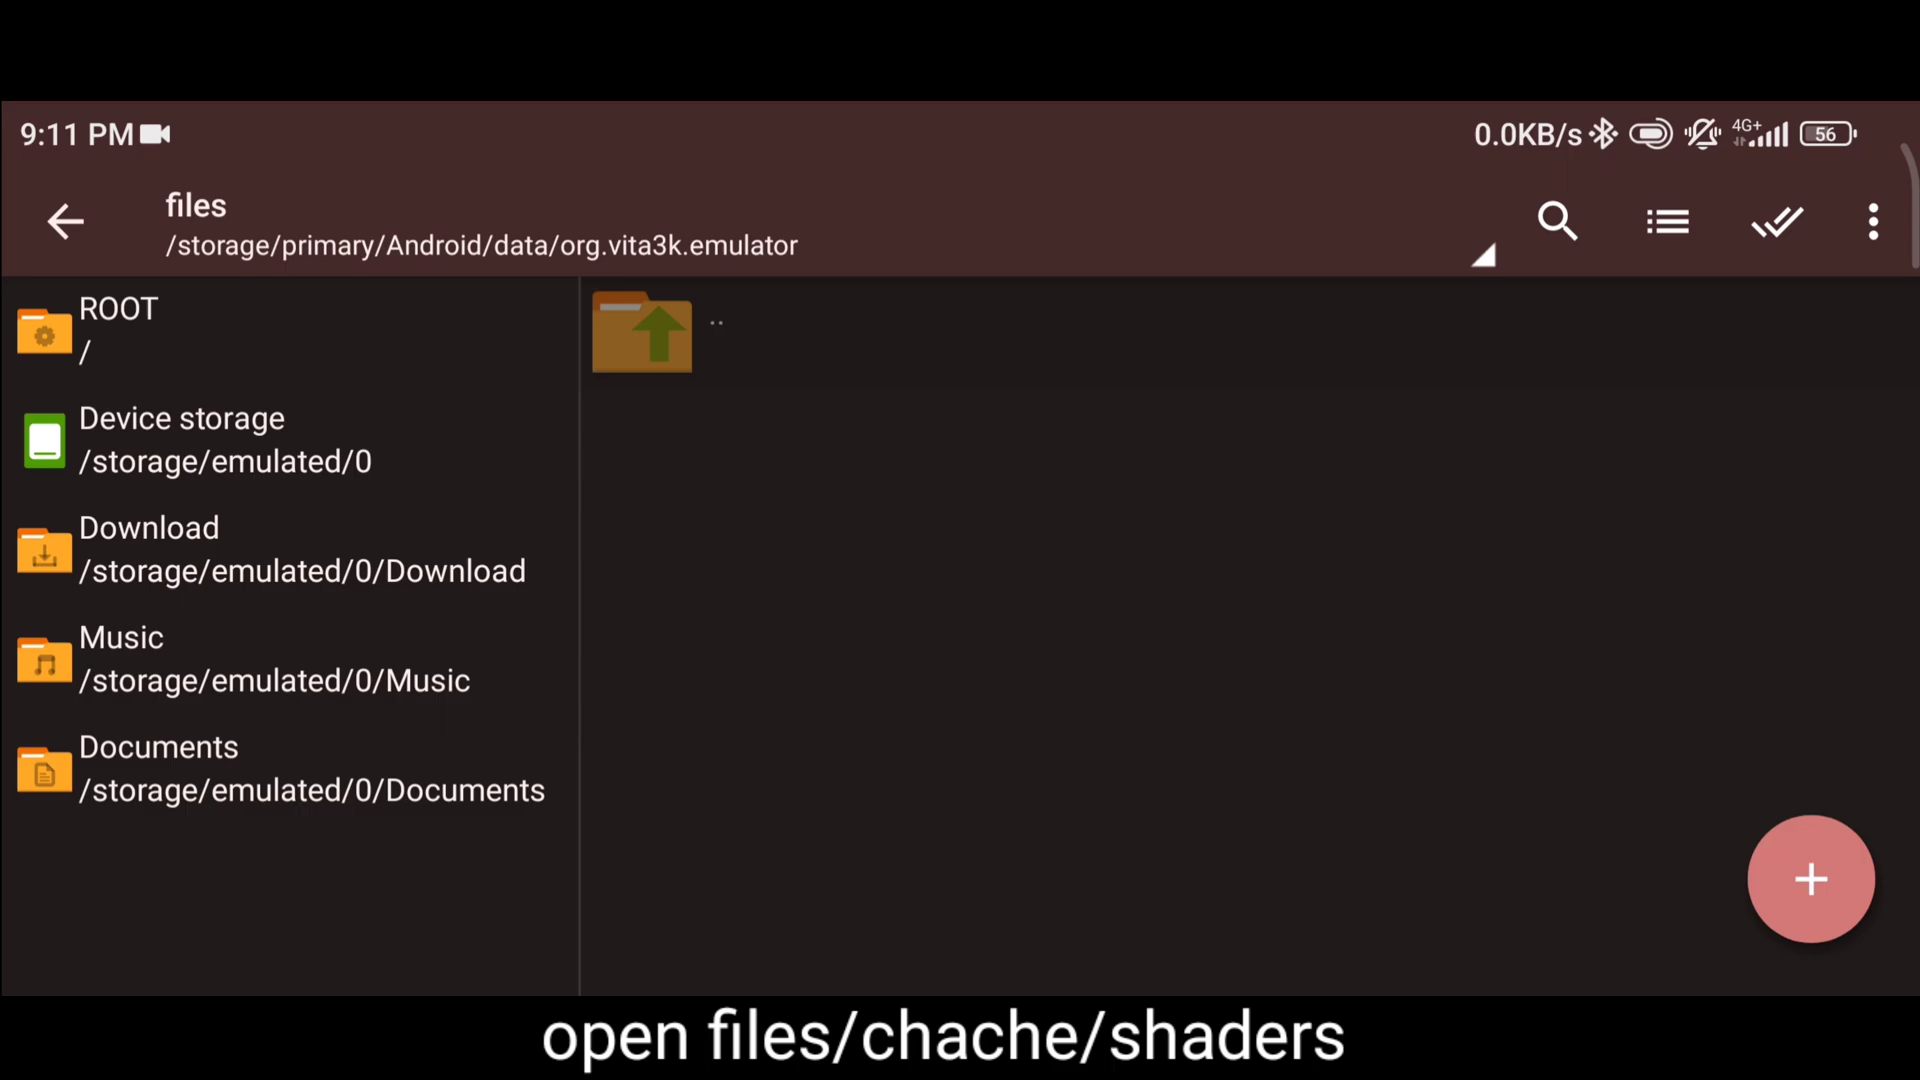 9:11 PM
0.0KB/s 4G+ 56
files
/storage/primary/Android/data/org.vita3k.emulator
ROOT
/
Device storage
/storage/emulated/0
Download
/storage/emulated/0/Download
Music
/storage/emulated/0/Music
Documents
/storage/emulated/0/Documents
..
open files/chache/shaders